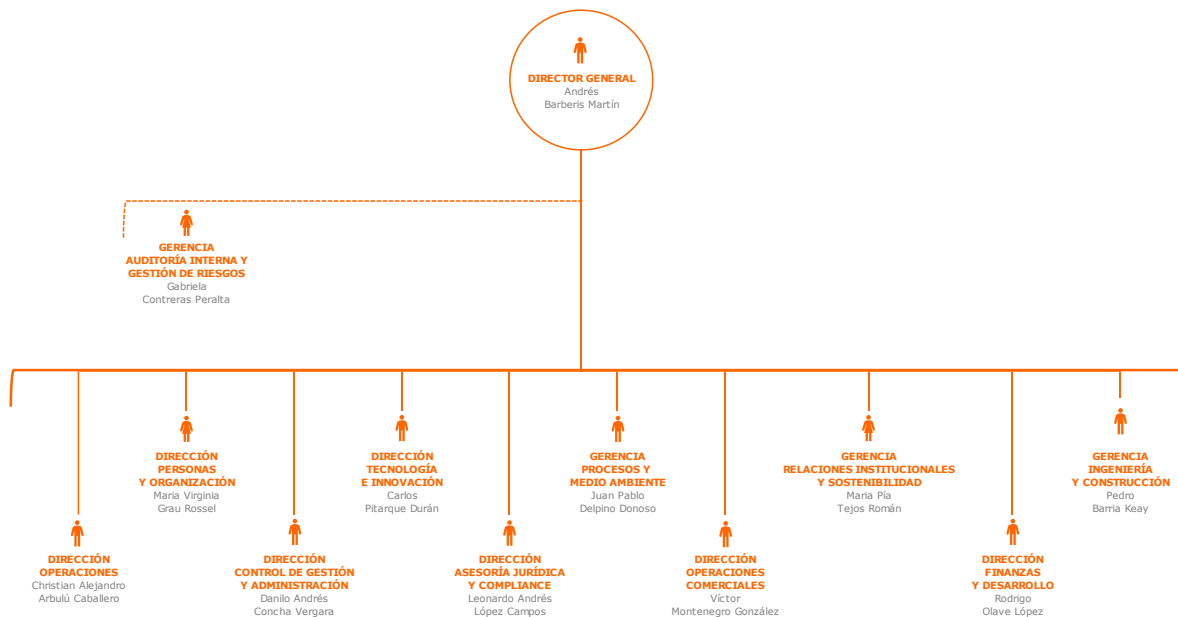 DIRECTOR GENERAL
Andrés
Barberis Martín
GERENCIA
AUDITORÍA INTERNA Y
GESTIÓN DE RIESGOS
Gabriela
Contreras Peralta
DIRECCIÓN
PERSONAS
Y ORGANIZACIÓN
Maria Virginia
Grau Rossel
DIRECCIÓN
TECNOLOGÍA
E INNOVACIÓN
Carlos
Pitarque Durán
GERENCIA
PROCESOS Y
MEDIO AMBIENTE
Juan Pablo
Delpino Donoso
GERENCIA
RELACIONES INSTITUCIONALES
Y SOSTENIBILIDAD
Maria Pía
Tejos Román
GERENCIA
INGENIERÍA
Y CONSTRUCCIÓN
Pedro
Barria Keay
DIRECCIÓN
OPERACIONES
Christian Alejandro
Arbulú Caballero
DIRECCIÓN
CONTROL DE GESTIÓN
Y ADMINISTRACIÓN
Danilo Andrés
Concha Vergara
DIRECCIÓN
ASESORÍA JURÍDICA
Y COMPLIANCE
Leonardo Andrés
López Campos
DIRECCIÓN
OPERACIONES
COMERCIALES
Víctor
Montenegro González
DIRECCIÓN
FINANZAS
Y DESARROLLO
Rodrigo
Olave López